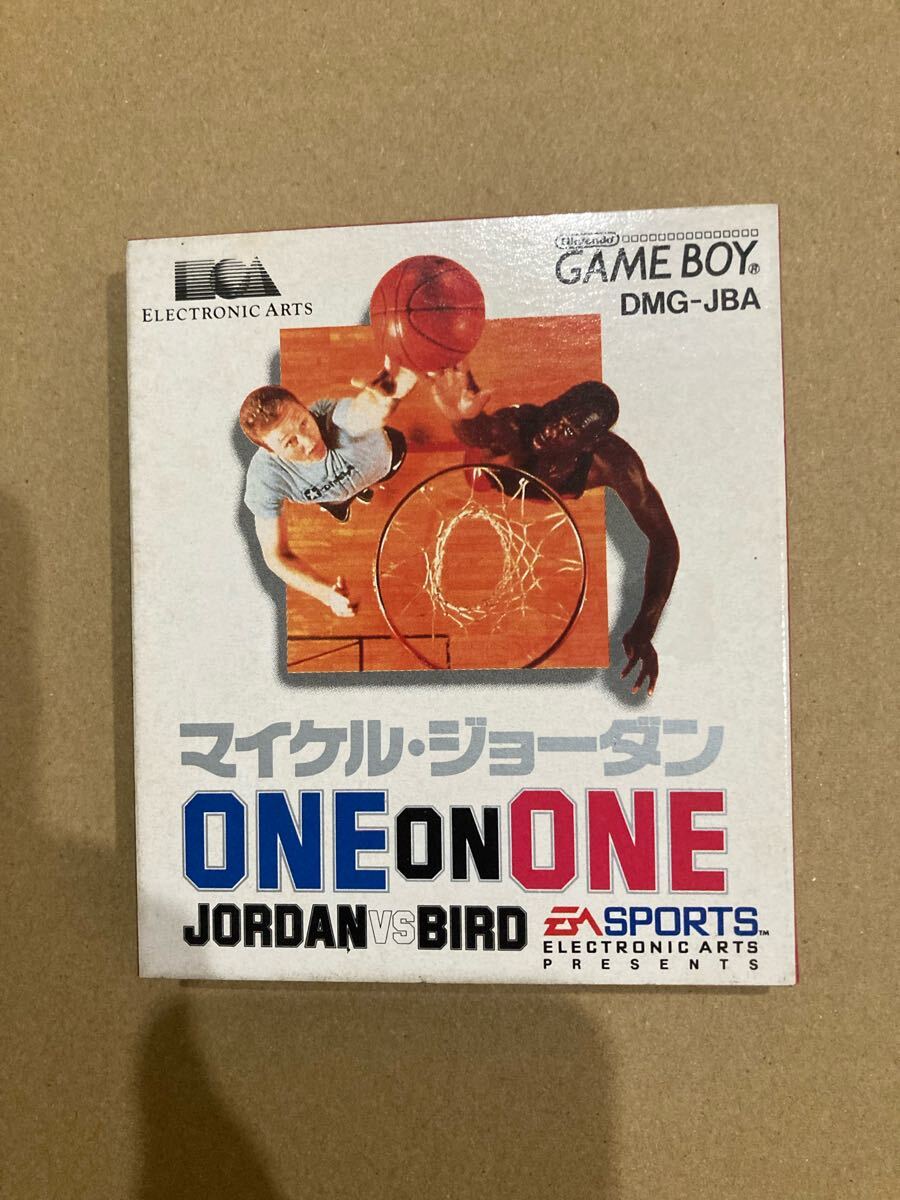 ELECTRONIC ARTS
Nintendo
GAME BOY®
DMG-JBA
マイケル・ジョーダン
ONE ON ONE
JORDAN VS BIRD
EA SPORTS™
ELECTRONIC ARTS
PRESENTS